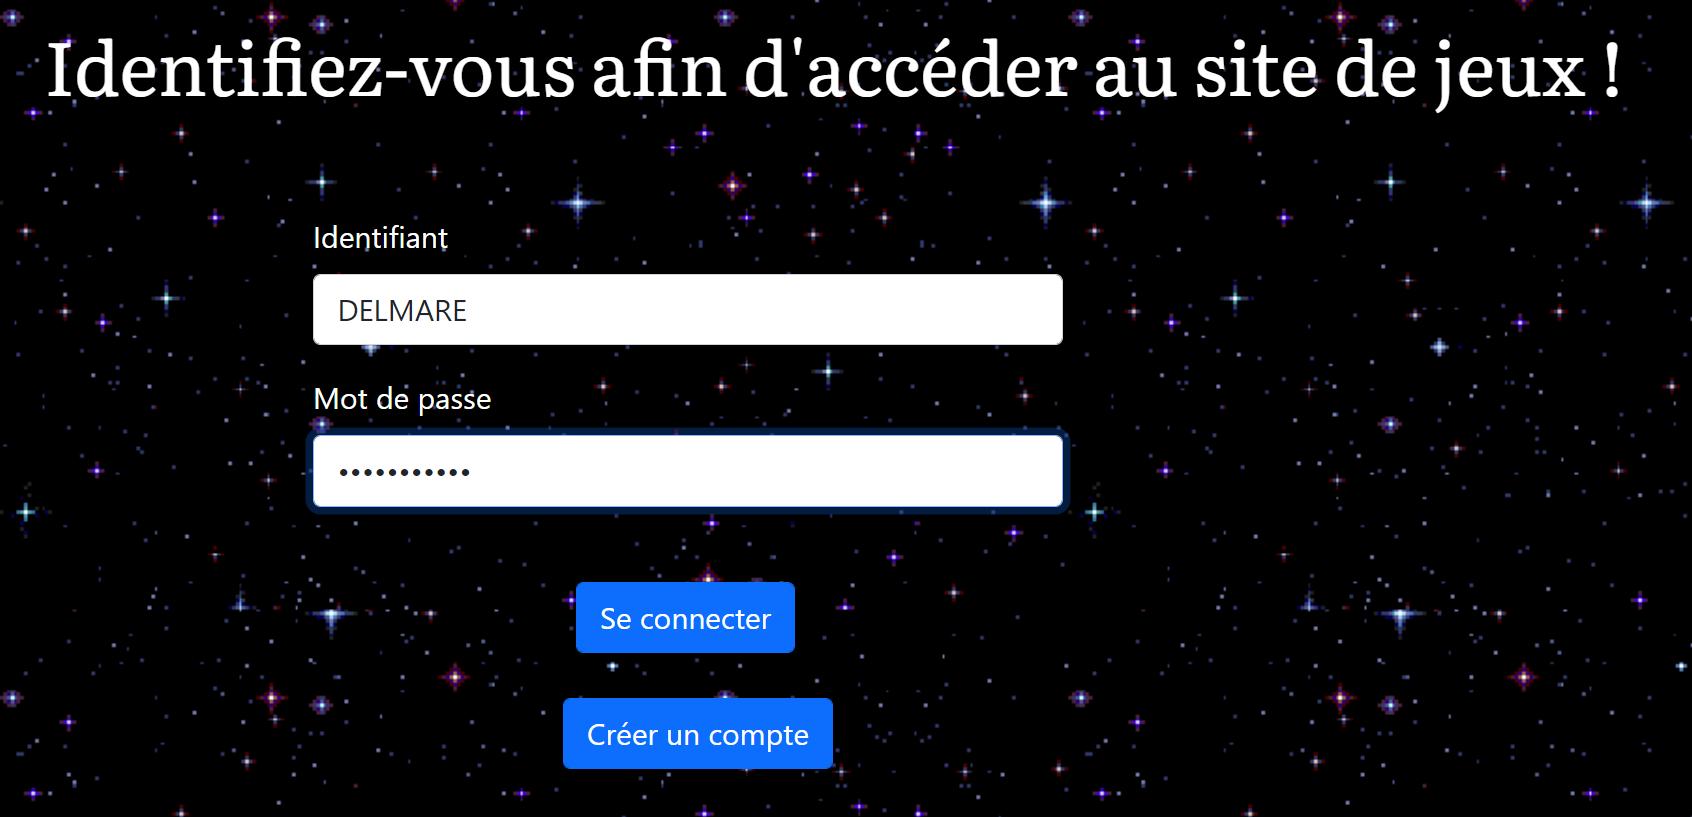 Identifiez-vous afin d'accéder au site de jeux !
Identifiant
DELMARE
Mot de passe
•••••••••••
Se connecter
Créer un compte